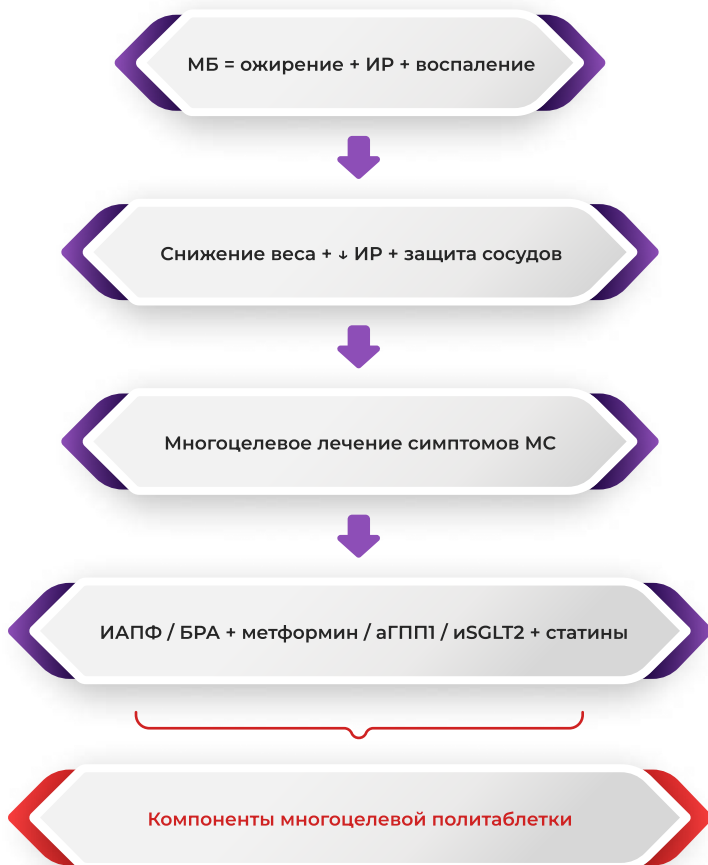 МБ = ожирение + ИР + воспаление
Снижение веса + ↓ ИР + защита сосудов
Многоцелевое лечение симптомов МС
ИАПФ / БРА + метформин / аГПП1 / иSGLT2 + статины
Компоненты многоцелевой политаблетки